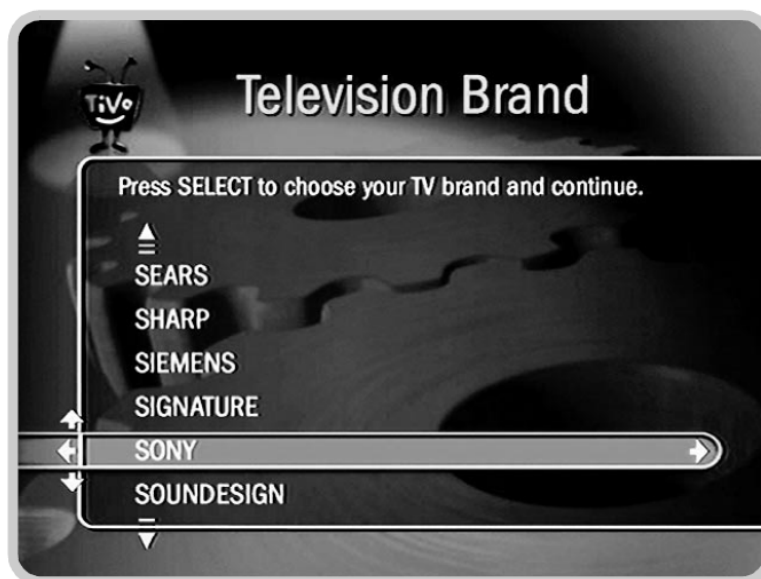 TiVo
Television Brand
Press SELECT to choose your TV brand and continue.
SEARS
SHARP
SIEMENS
SIGNATURE
SONY
SOUNDESIGN